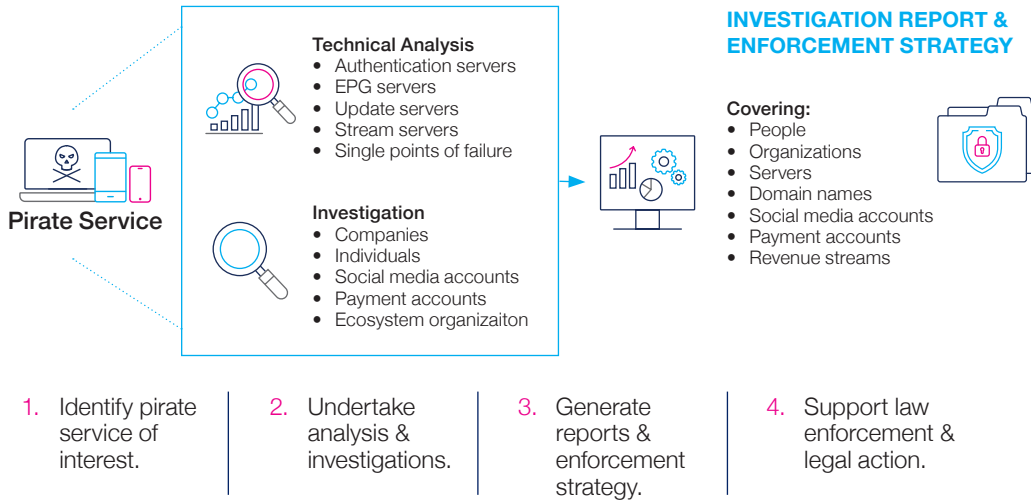 Pirate Service
Technical Analysis
• Authentication servers
• EPG servers
• Update servers
• Stream servers
• Single points of failure
Investigation
• Companies
• Individuals
• Social media accounts
• Payment accounts
• Ecosystem organizaiton
INVESTIGATION REPORT &
ENFORCEMENT STRATEGY
Covering:
• People
• Organizations
• Servers
• Domain names
• Social media accounts
• Payment accounts
• Revenue streams
1. Identify pirate
service of
interest.
2. Undertake
analysis &
investigations.
3. Generate
reports &
enforcement
strategy.
4. Support law
enforcement &
legal action.